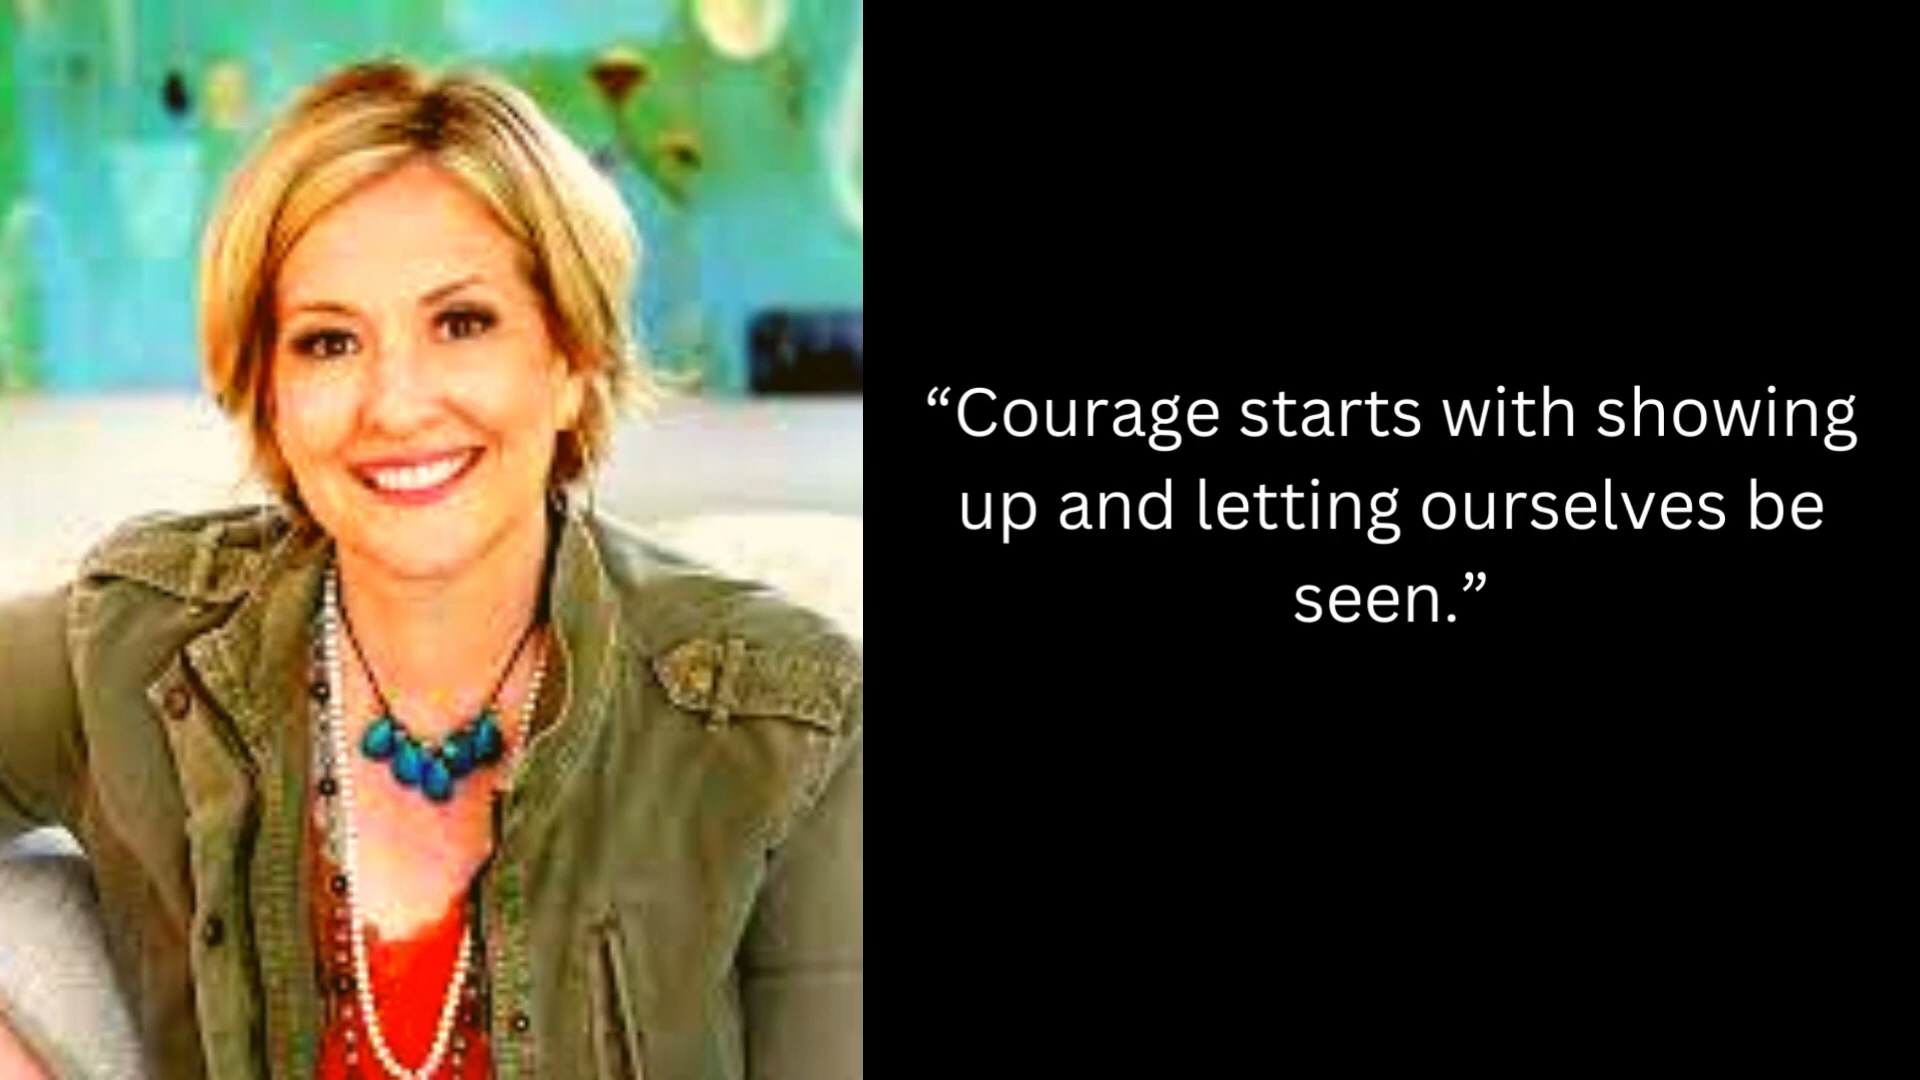 “Courage starts with showing
up and letting ourselves be
seen.”